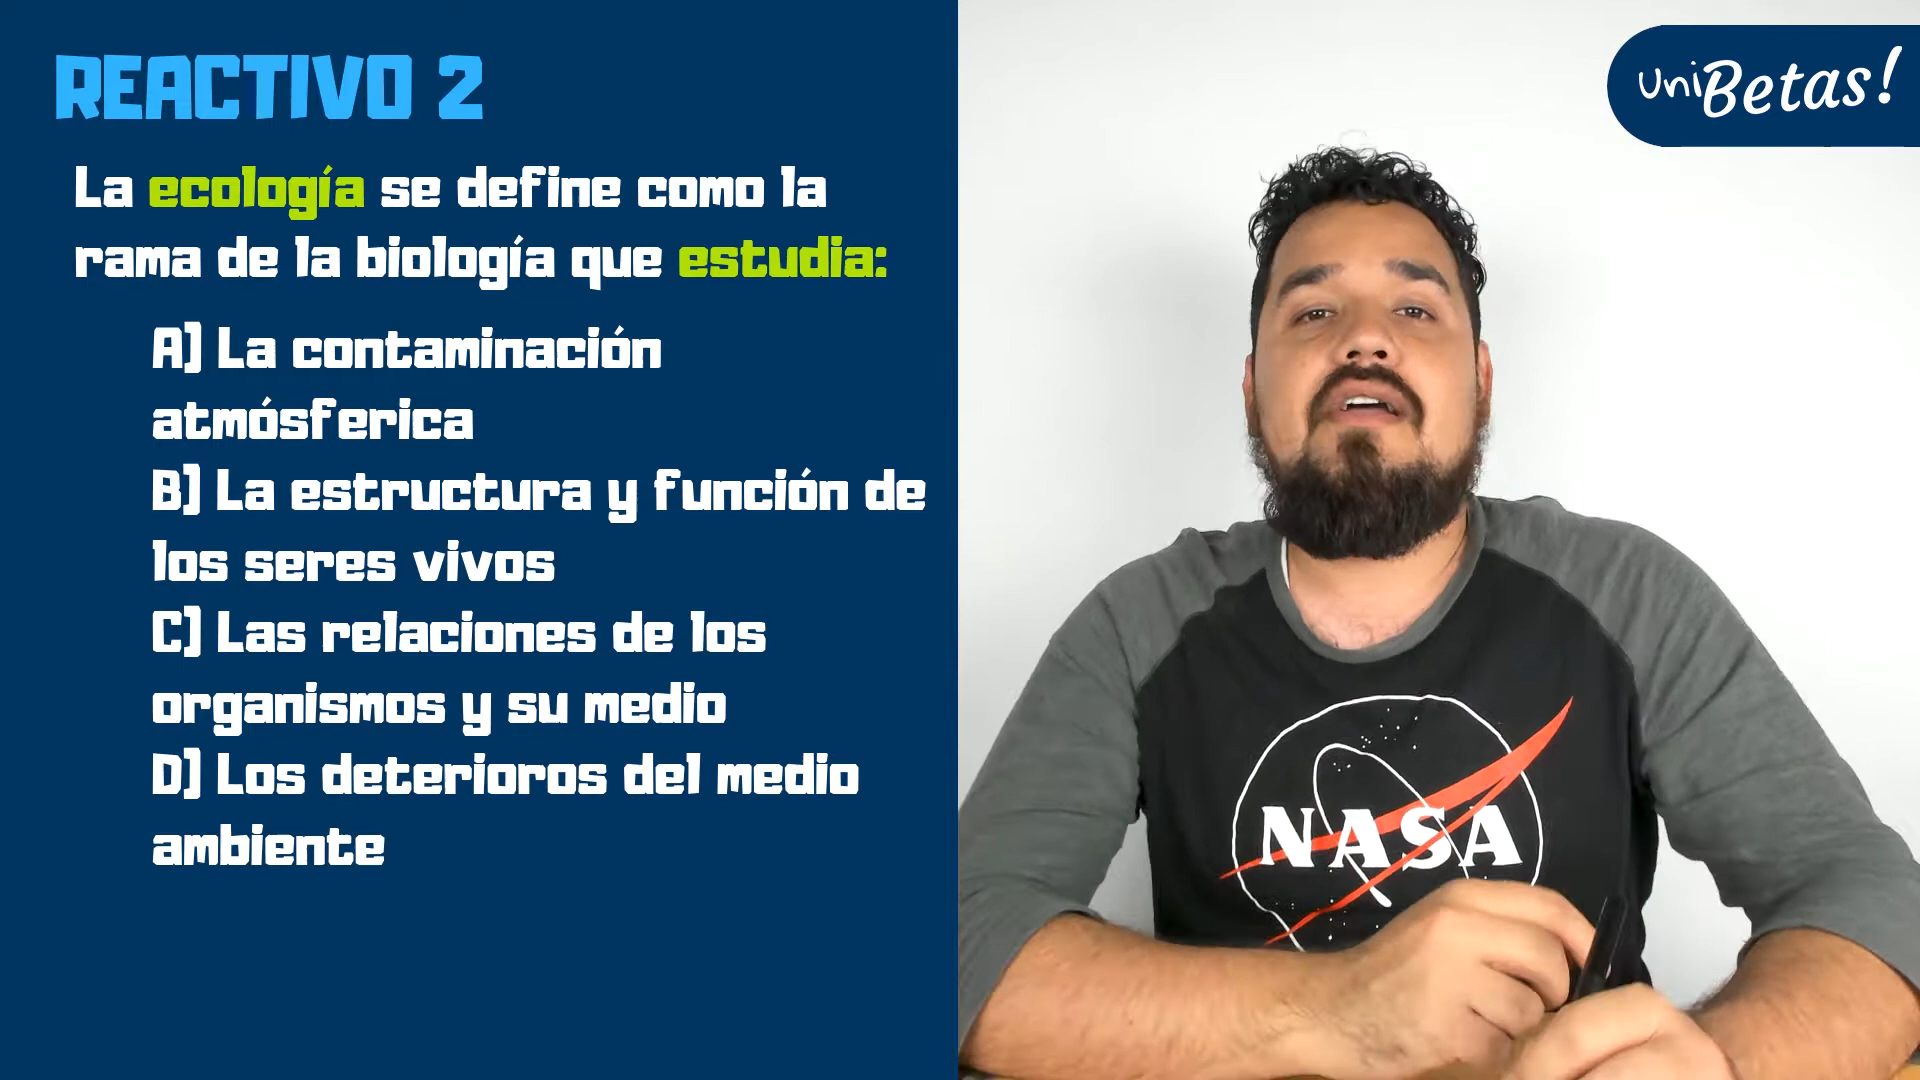 REACTIVO 2
La ecología se define como la
rama de la biología que estudia:
A) La contaminación
atmósferica
B) La estructura y función de
los seres vivos
C) Las relaciones de los
organismos y su medio
D) Los deterioros del medio
ambiente
uniBetas!
NASA